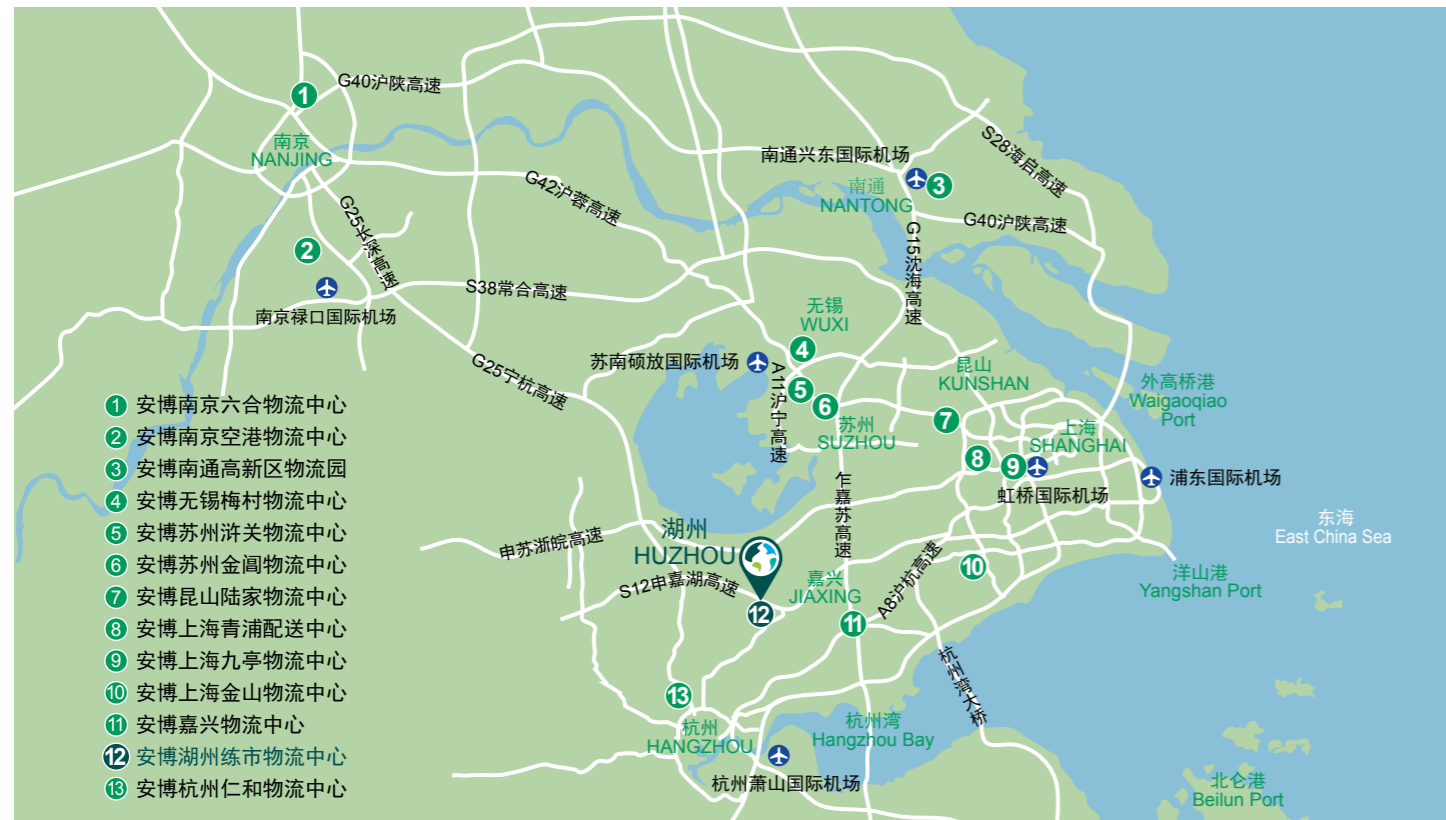 G40沪陕高速
1
南京
NANJING
南通兴东国际机场
S28海启高速
3
南通
NANTONG
G42沪蓉高速
G40沪陕高速
G25长深高速
G15沈海高速
2
S38常合高速
南京禄口国际机场
无锡
WUXI
4
苏南硕放国际机场
G25宁杭高速
A11沪宁高速
5
6
昆山
KUNSHAN
外高桥港
Waigaoqiao
Port
7
苏州
SUZHOU
上海
SHANGHAI
8
9
虹桥国际机场
浦东国际机场
乍嘉苏高速
东海
East China Sea
湖州
HUZHOU
申苏浙皖高速
S12申嘉湖高速
12
嘉兴
JIAXING
A8沪杭高速
10
洋山港
Yangshan Port
11
杭州湾大桥
13
杭州
HANGZHOU
杭州湾
Hangzhou Bay
杭州萧山国际机场
北仑港
Beilun Port
1 安博南京六合物流中心
2 安博南京空港物流中心
3 安博南通高新区物流园
4 安博无锡梅村物流中心
5 安博苏州浒关物流中心
6 安博苏州金阊物流中心
7 安博昆山陆家物流中心
8 安博上海青浦配送中心
9 安博上海九亭物流中心
10 安博上海金山物流中心
11 安博嘉兴物流中心
12 安博湖州练市物流中心
13 安博杭州仁和物流中心